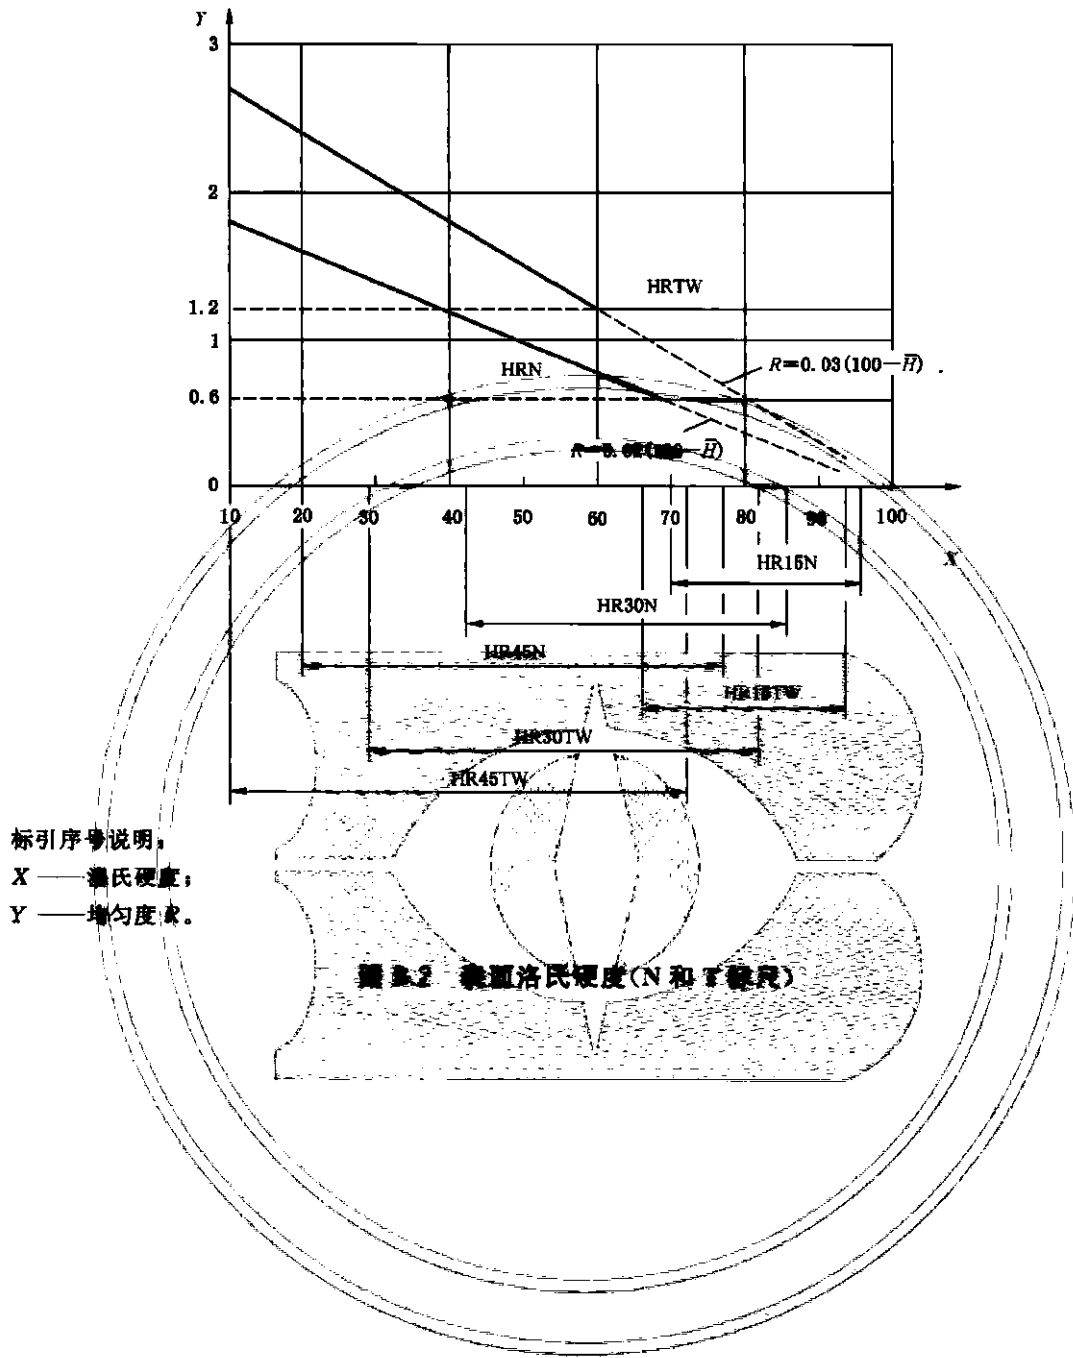 Y
3
2
1.2
HRTW
1
R=0.03(100-H̅)
HRN
0.6
0
10 20 30 40 50 60 70 80 90 100
X
HR15N
HR30N
HR45N
HR15TW
HR30TW
HR45TW
标引序号说明:
X ——洛氏硬度;
Y ——均匀度 R。
表面洛氏硬度(N 和 T 标尺)